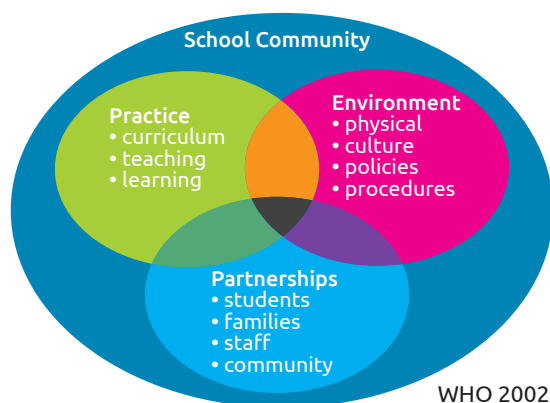 School Community
Practice
• curriculum
• teaching
• learning
Environment
• physical
• culture
• policies
• procedures
Partnerships
• students
• families
• staff
• community
WHO 2002